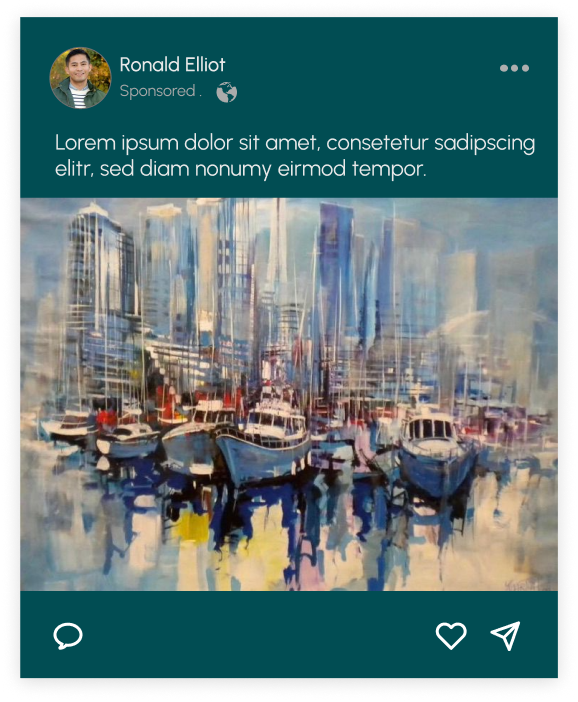 Ronald Elliot
Sponsored .
Lorem ipsum dolor sit amet, consetetur sadipscing
elitr, sed diam nonumy eirmod tempor.